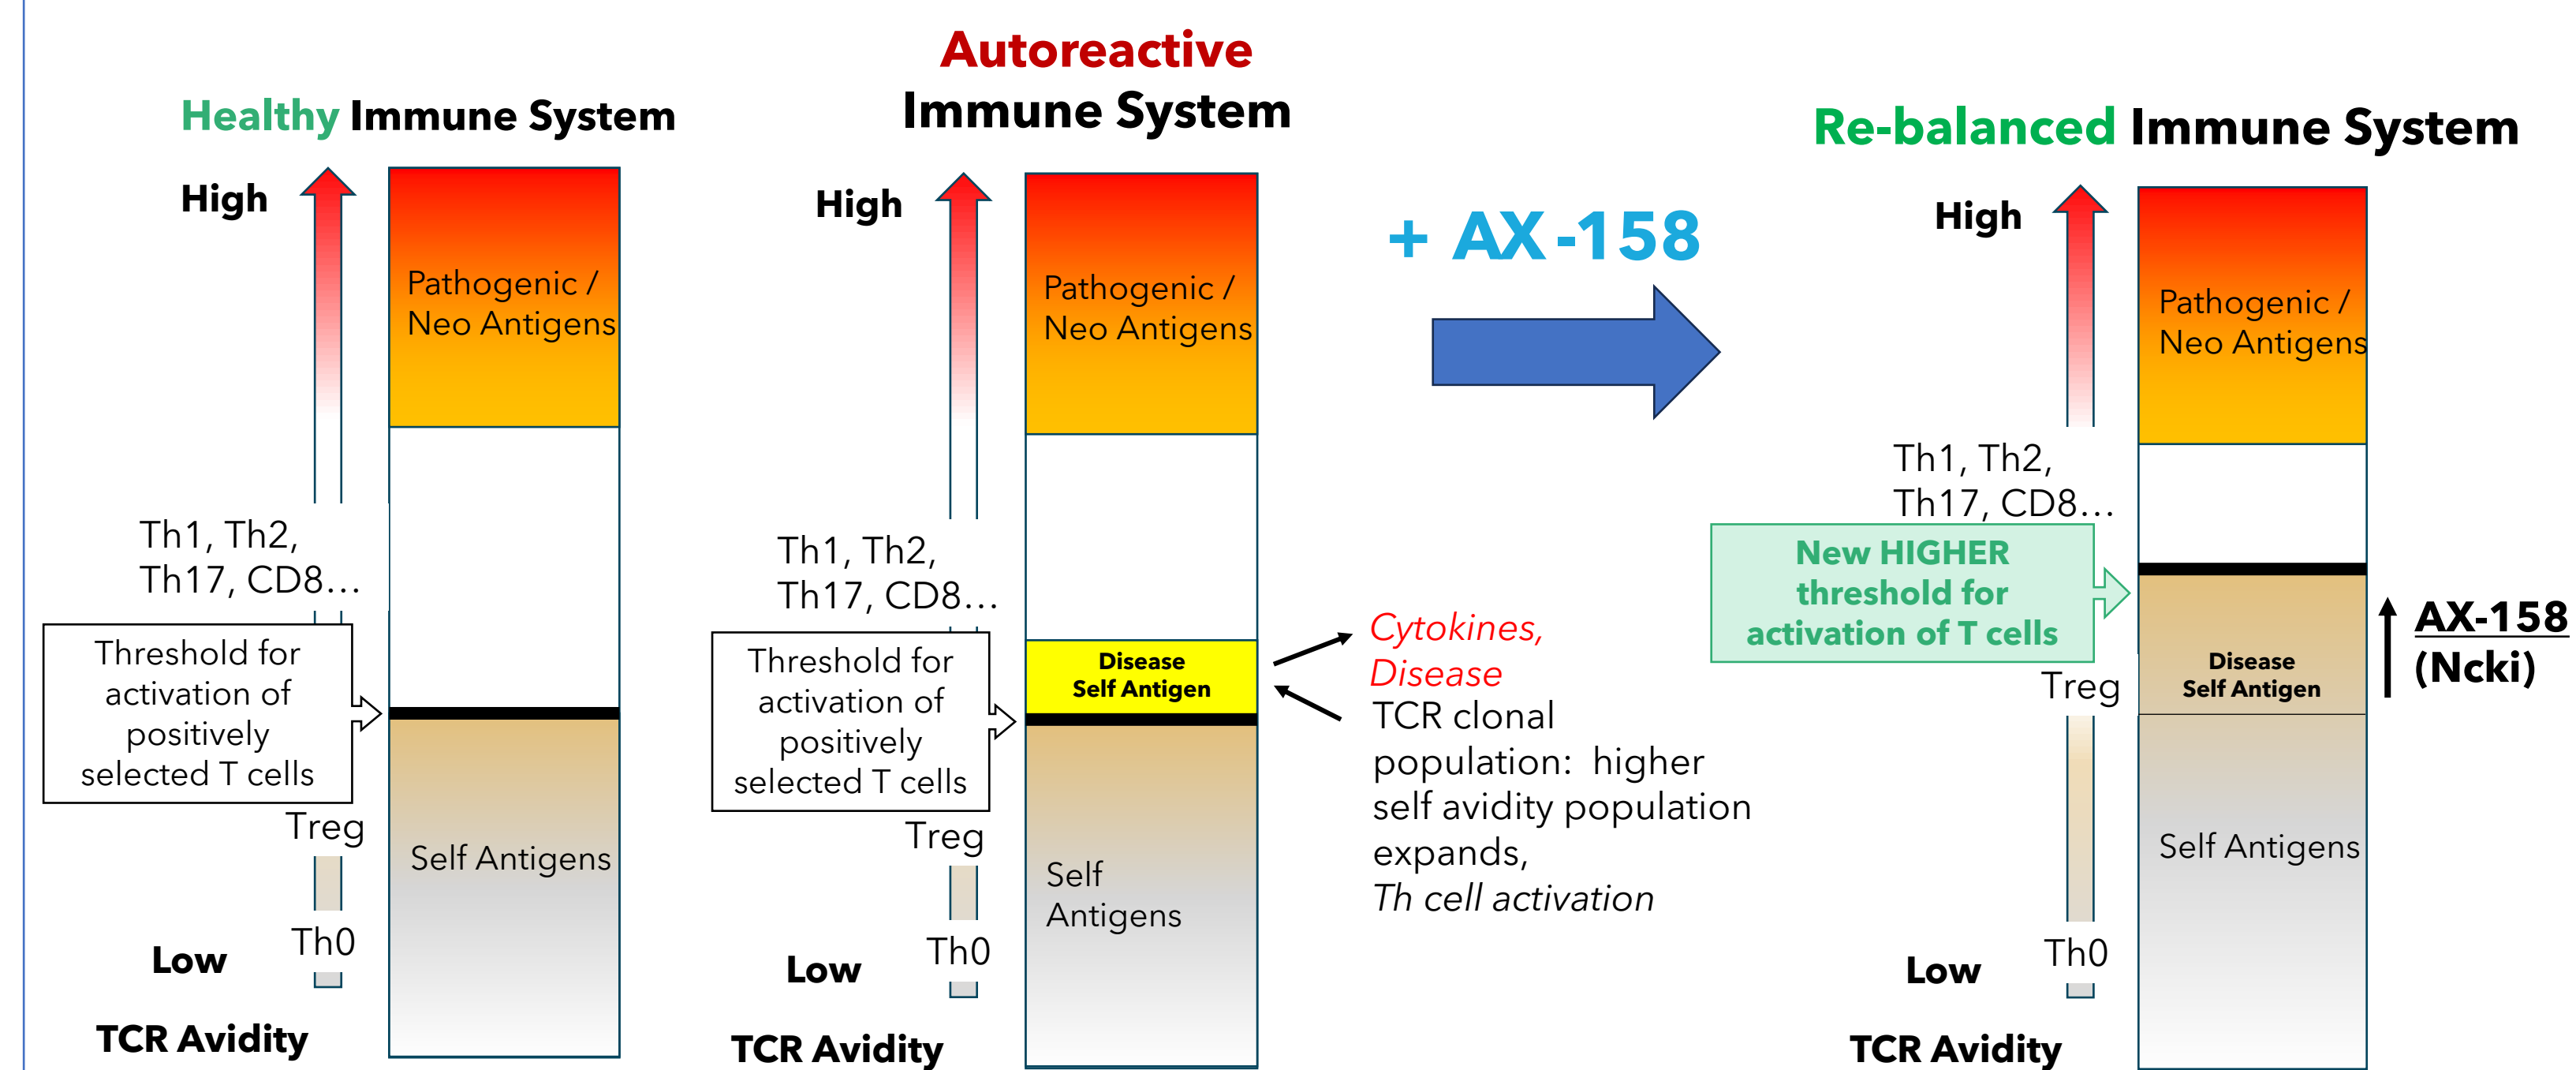 Healthy Immune System
High
Pathogenic /
Neo Antigens
Th1, Th2,
Th17, CD8...
Threshold for
activation of
positively
selected T cells
Treg
Self Antigens
Th0
Low
TCR Avidity
Autoreactive
Immune System
High
Pathogenic /
Neo Antigens
Th1, Th2,
Th17, CD8...
Threshold for
activation of
positively
selected T cells
Disease
Self Antigen
Treg
Self
Antigens
Th0
Low
TCR Avidity
Cytokines,
Disease
TCR clonal
population: higher
self avidity population
expands,
Th cell activation
+ AX-158
Re-balanced Immune System
High
Pathogenic /
Neo Antigens
Th1, Th2,
Th17, CD8...
New HIGHER
threshold for
activation of T cells
Disease
Self Antigen
AX-158
(Ncki)
Treg
Self Antigens
Th0
Low
TCR Avidity